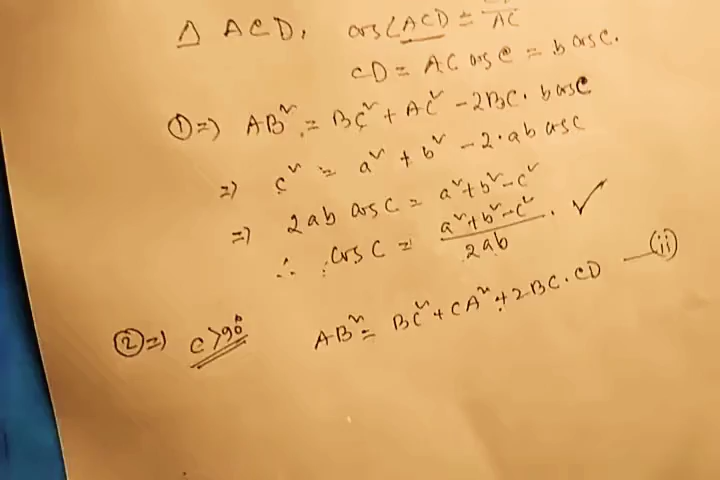 △ ACD, cos∠ACD = /AC
CD = AC cos C = b cos C.
① ⇒) AB² = BC² + AC² − 2BC · b cos C
⇒) c² = a² + b² − 2·ab cos C
⇒) 2ab cos C = a² + b² − c²
∴ cos C = (a² + b² − c²)/2ab . ✓
② ⇒) C > 90° AB² = BC² + CA² + 2BC · CD —(ii)